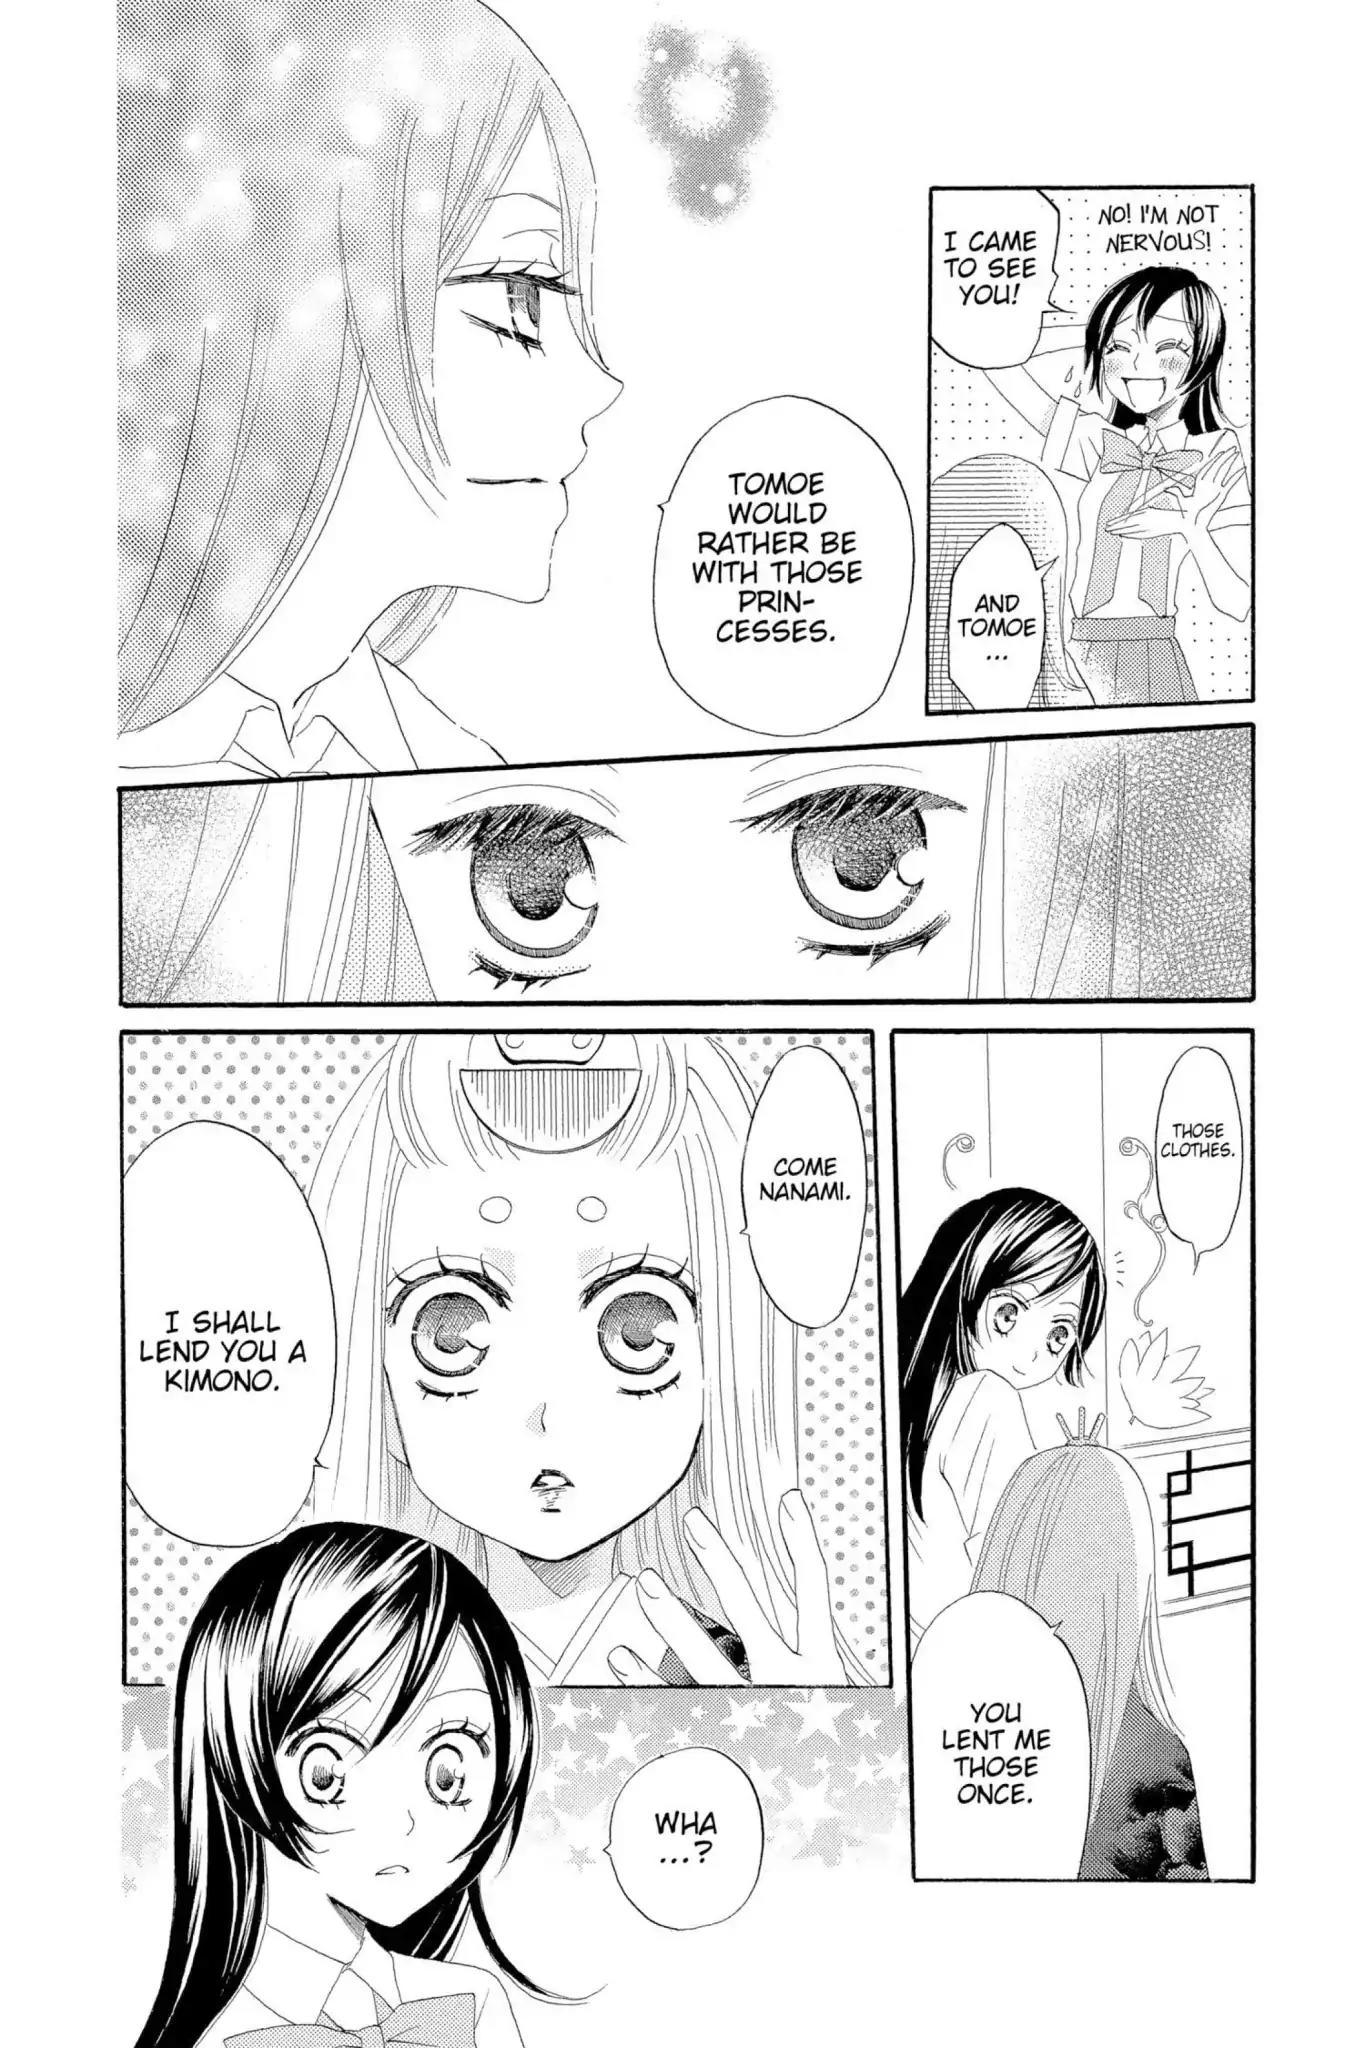 NO! I'M NOT
NERVOUS!
I CAME
TO SEE
YOU!
AND
TOMOE
...
TOMOE
WOULD
RATHER BE
WITH THOSE
PRIN-
CESSES.
THOSE
CLOTHES.
YOU
LENT ME
THOSE
ONCE.
COME
NANAMI.
I SHALL
LEND YOU A
KIMONO.
WHA
...?